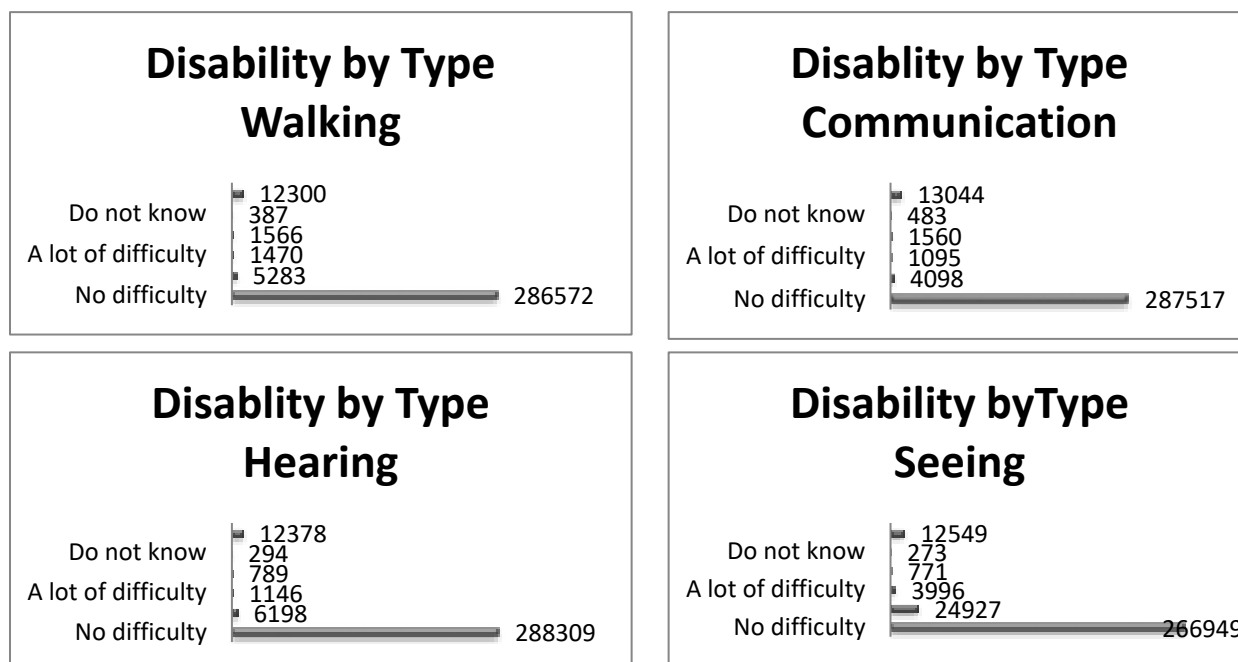 Disability by Type
Walking
12300
Do not know 387
1566
A lot of difficulty 1470
5283
No difficulty 286572
Disablity by Type
Communication
13044
Do not know 483
1560
A lot of difficulty 1095
4098
No difficulty 287517
Disablity by Type
Hearing
12378
Do not know 294
789
A lot of difficulty 1146
6198
No difficulty 288309
Disability byType
Seeing
12549
Do not know 273
771
A lot of difficulty 3996
24927
No difficulty 266949